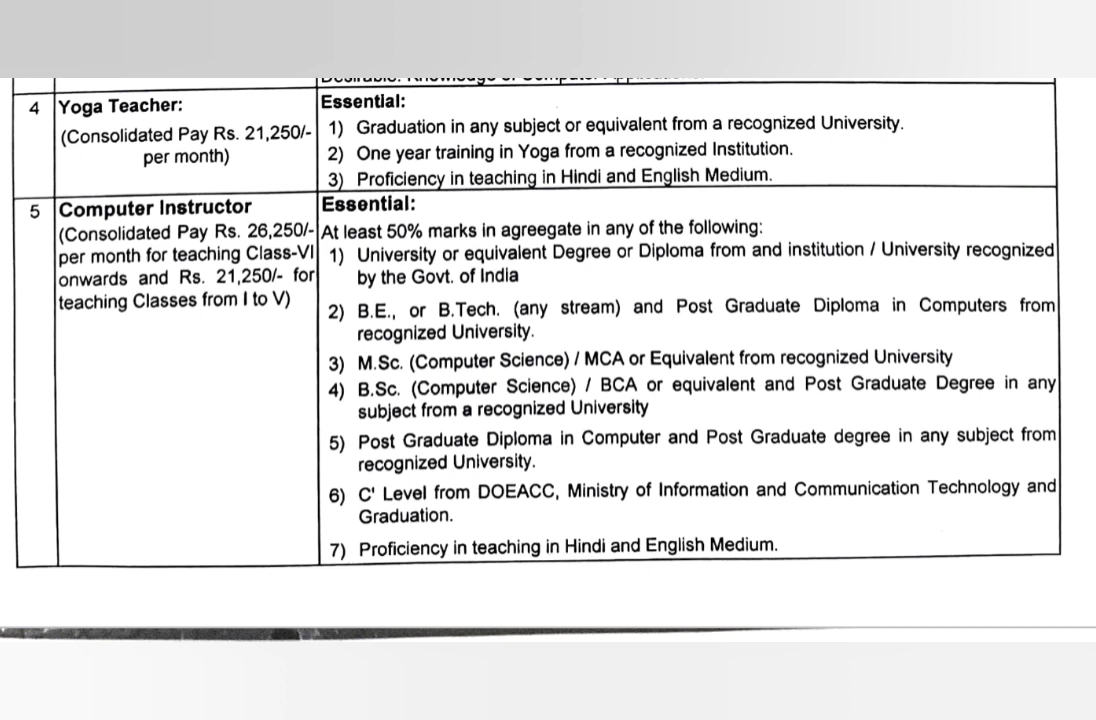 4 Yoga Teacher:
(Consolidated Pay Rs. 21,250/-
per month)
Essential:
1) Graduation in any subject or equivalent from a recognized University.
2) One year training in Yoga from a recognized Institution.
3) Proficiency in teaching in Hindi and English Medium.
5 Computer Instructor
(Consolidated Pay Rs. 26,250/-
per month for teaching Class-VI
onwards and Rs. 21,250/- for
teaching Classes from I to V)
Essential:
At least 50% marks in agreegate in any of the following:
1) University or equivalent Degree or Diploma from and institution / University recognized
by the Govt. of India
2) B.E., or B.Tech. (any stream) and Post Graduate Diploma in Computers from
recognized University.
3) M.Sc. (Computer Science) / MCA or Equivalent from recognized University
4) B.Sc. (Computer Science) / BCA or equivalent and Post Graduate Degree in any
subject from a recognized University
5) Post Graduate Diploma in Computer and Post Graduate degree in any subject from
recognized University.
6) C' Level from DOEACC, Ministry of Information and Communication Technology and
Graduation.
7) Proficiency in teaching in Hindi and English Medium.